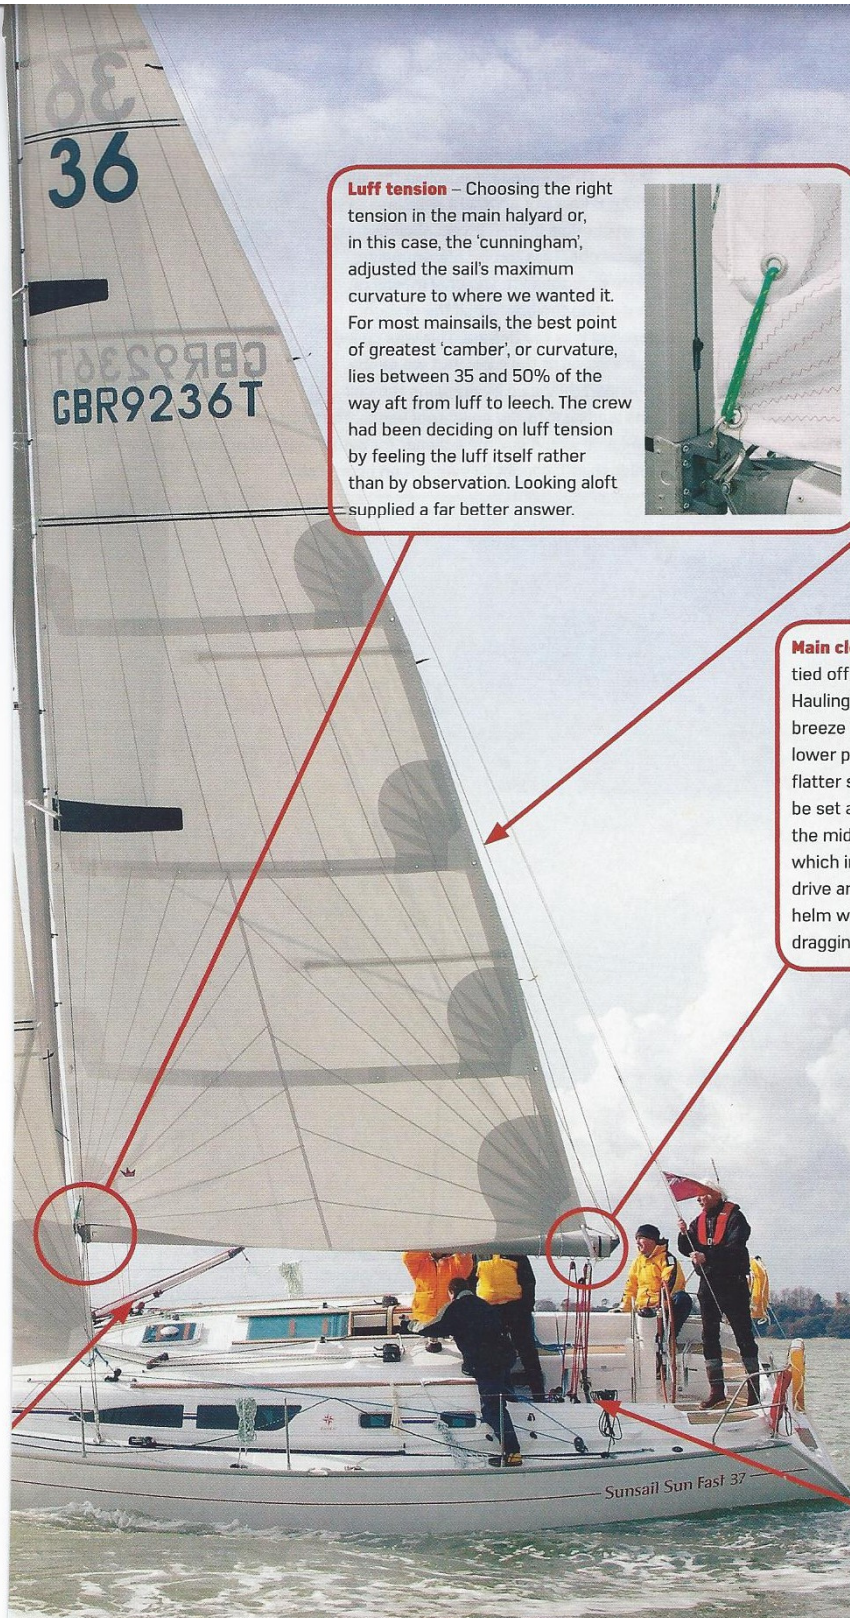 36
36
GBR9236T
GBR9236T
Luff tension – Choosing the right
tension in the main halyard or,
in this case, the ‘cunningham’,
adjusted the sail’s maximum
curvature to where we wanted it.
For most mainsails, the best point
of greatest ‘camber’, or curvature,
lies between 35 and 50% of the
way aft from luff to leech. The crew
had been deciding on luff tension
by feeling the luff itself rather
than by observation. Looking aloft
supplied a far better answer.
Main cl
tied off
Hauling
breeze
lower p
flatter s
be set a
the mid
which i
drive ar
helm w
draggin
Sunsail Sun Fast 37